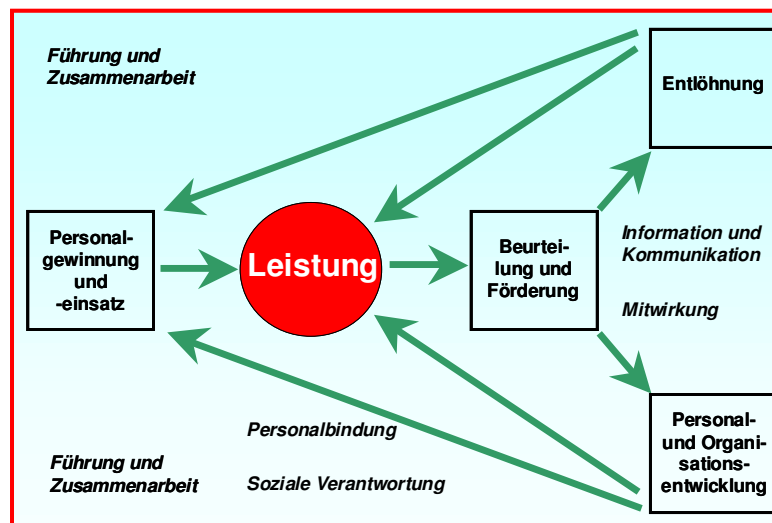 Führung und
Zusammenarbeit
Entlöhnung
Personal-
gewinnung
und
-einsatz
Leistung
Beurtei-
lung und
Förderung
Information und
Kommunikation
Mitwirkung
Personalbindung
Soziale Verantwortung
Führung und
Zusammenarbeit
Personal-
und Organi-
sations-
entwicklung